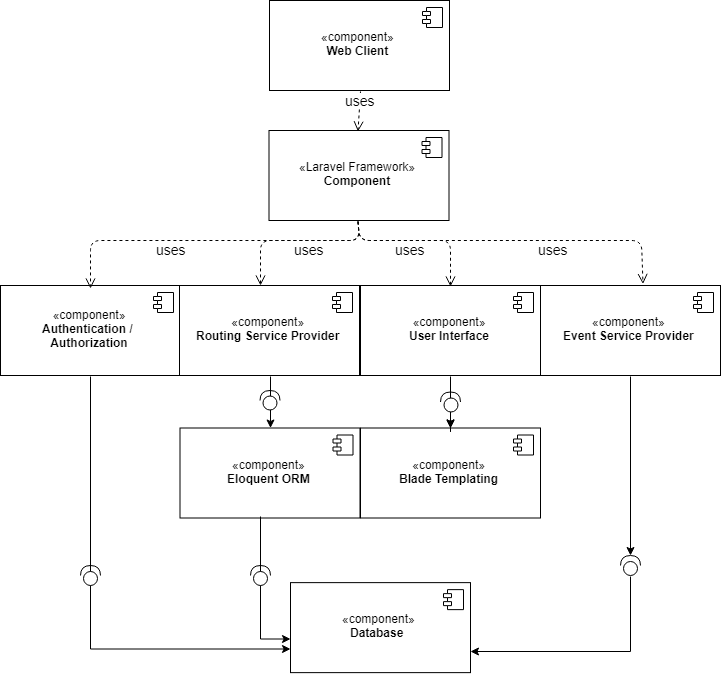 «component»
Web Client
uses
«Laravel Framework»
Component
uses
uses
uses
uses
«component»
Authentication /
Authorization
«component»
Routing Service Provider
«component»
User Interface
«component»
Event Service Provider
«component»
Eloquent ORM
«component»
Blade Templating
«component»
Database